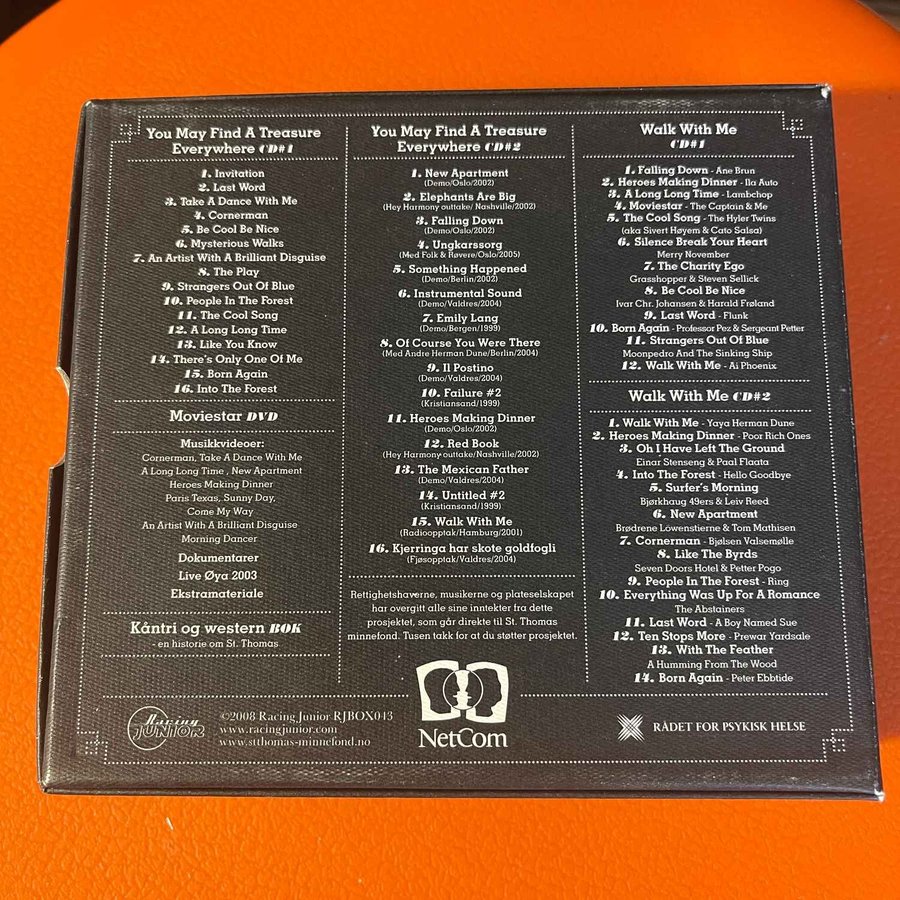 You May Find A Treasure
Everywhere CD#1
1. Invitation
2. Last Word
3. Take A Dance With Me
4. Cornerman
5. Be Cool Be Nice
6. Mysterious Walks
7. An Artist With A Brilliant Disguise
8. The Play
9. Strangers Out Of Blue
10. People In The Forest
11. The Cool Song
12. A Long Long Time
13. Like You Know
14. There's Only One Of Me
15. Born Again
16. Into The Forest
Moviestar DVD
Musikkvideoer:
Cornerman, Take A Dance With Me
A Long Long Time , New Apartment
Heroes Making Dinner
Paris Texas, Sunny Day,
Come My Way
An Artist With A Brilliant Disguise
Morning Dancer
Dokumentarer
Live Øya 2003
Ekstramateriale
Kåntri og western BOK
- en historie om St. Thomas
You May Find A Treasure
Everywhere CD#2
1. New Apartment
(Demo/Oslo/2002)
2. Elephants Are Big
(Hey Harmony outtake/ Nashville/2002)
3. Falling Down
(Demo/Oslo/2002)
4. Ungkarssorg
(Med Folk & Røvere/Oslo/2005)
5. Something Happened
(Demo/Berlin/2002)
6. Instrumental Sound
(Demo/Valdres/2004)
7. Emily Lang
(Demo/Bergen/1999)
8. Of Course You Were There
(Med Andre Herman Dune/Berlin/2004)
9. Il Postino
(Demo/Valdres/2004)
10. Failure #2
(Kristiansand/1999)
11. Heroes Making Dinner
(Demo/Oslo/2002)
12. Red Book
(Hey Harmony outtake/Nashville/2002)
13. The Mexican Father
(Demo/Valdres/2004)
14. Untitled #2
(Kristiansand/1999)
15. Walk With Me
(Radioopptak/Hamburg/2001)
16. Kjerringa har skote goldfogli
(Fjøsopptak/Valdres/2004)
Rettighetshaverne, musikerne og plateselskapet
har overgitt alle sine inntekter fra dette
prosjektet, som går direkte til St. Thomas
minnefond. Tusen takk for at du støtter prosjektet.
Walk With Me
CD#1
1. Falling Down - Ane Brun
2. Heroes Making Dinner - Ila Auto
3. A Long Long Time - Lambchop
4. Moviestar - The Captain & Me
5. The Cool Song - The Hyler Twins
(aka Sivert Høyem & Cato Salsa)
6. Silence Break Your Heart
Merry November
7. The Charity Ego
Grasshopper & Steven Sellick
8. Be Cool Be Nice
Ivar Chr. Johansen & Harald Frøland
9. Last Word - Flunk
10. Born Again - Professor Pez & Sergeant Petter
11. Strangers Out Of Blue
Moonpedro And The Sinking Ship
12. Walk With Me - Ai Phoenix
Walk With Me CD#2
1. Walk With Me - Yaya Herman Dune
2. Heroes Making Dinner - Poor Rich Ones
3. Oh I Have Left The Ground
Einar Stenseng & Paal Flaata
4. Into The Forest - Hello Goodbye
5. Surfer's Morning
Bjørkhaug 49ers & Leiv Reed
6. New Apartment
Brødrene Löwenstierne & Tom Mathisen
7. Cornerman - Bjølsen Valsemølle
8. Like The Byrds
Seven Doors Hotel & Petter Pogo
9. People In The Forest - Ring
10. Everything Was Up For A Romance
The Abstainers
11. Last Word - A Boy Named Sue
12. Ten Stops More - Prewar Yardsale
13. With The Feather
A Humming From The Wood
14. Born Again - Peter Ebbtide
Racing
JUNIOR
©2008 Racing Junior RJBOX043
www.racingjunior.com
www.stthomas-minnefond.no
NetCom
RÅDET FOR PSYKISK HELSE